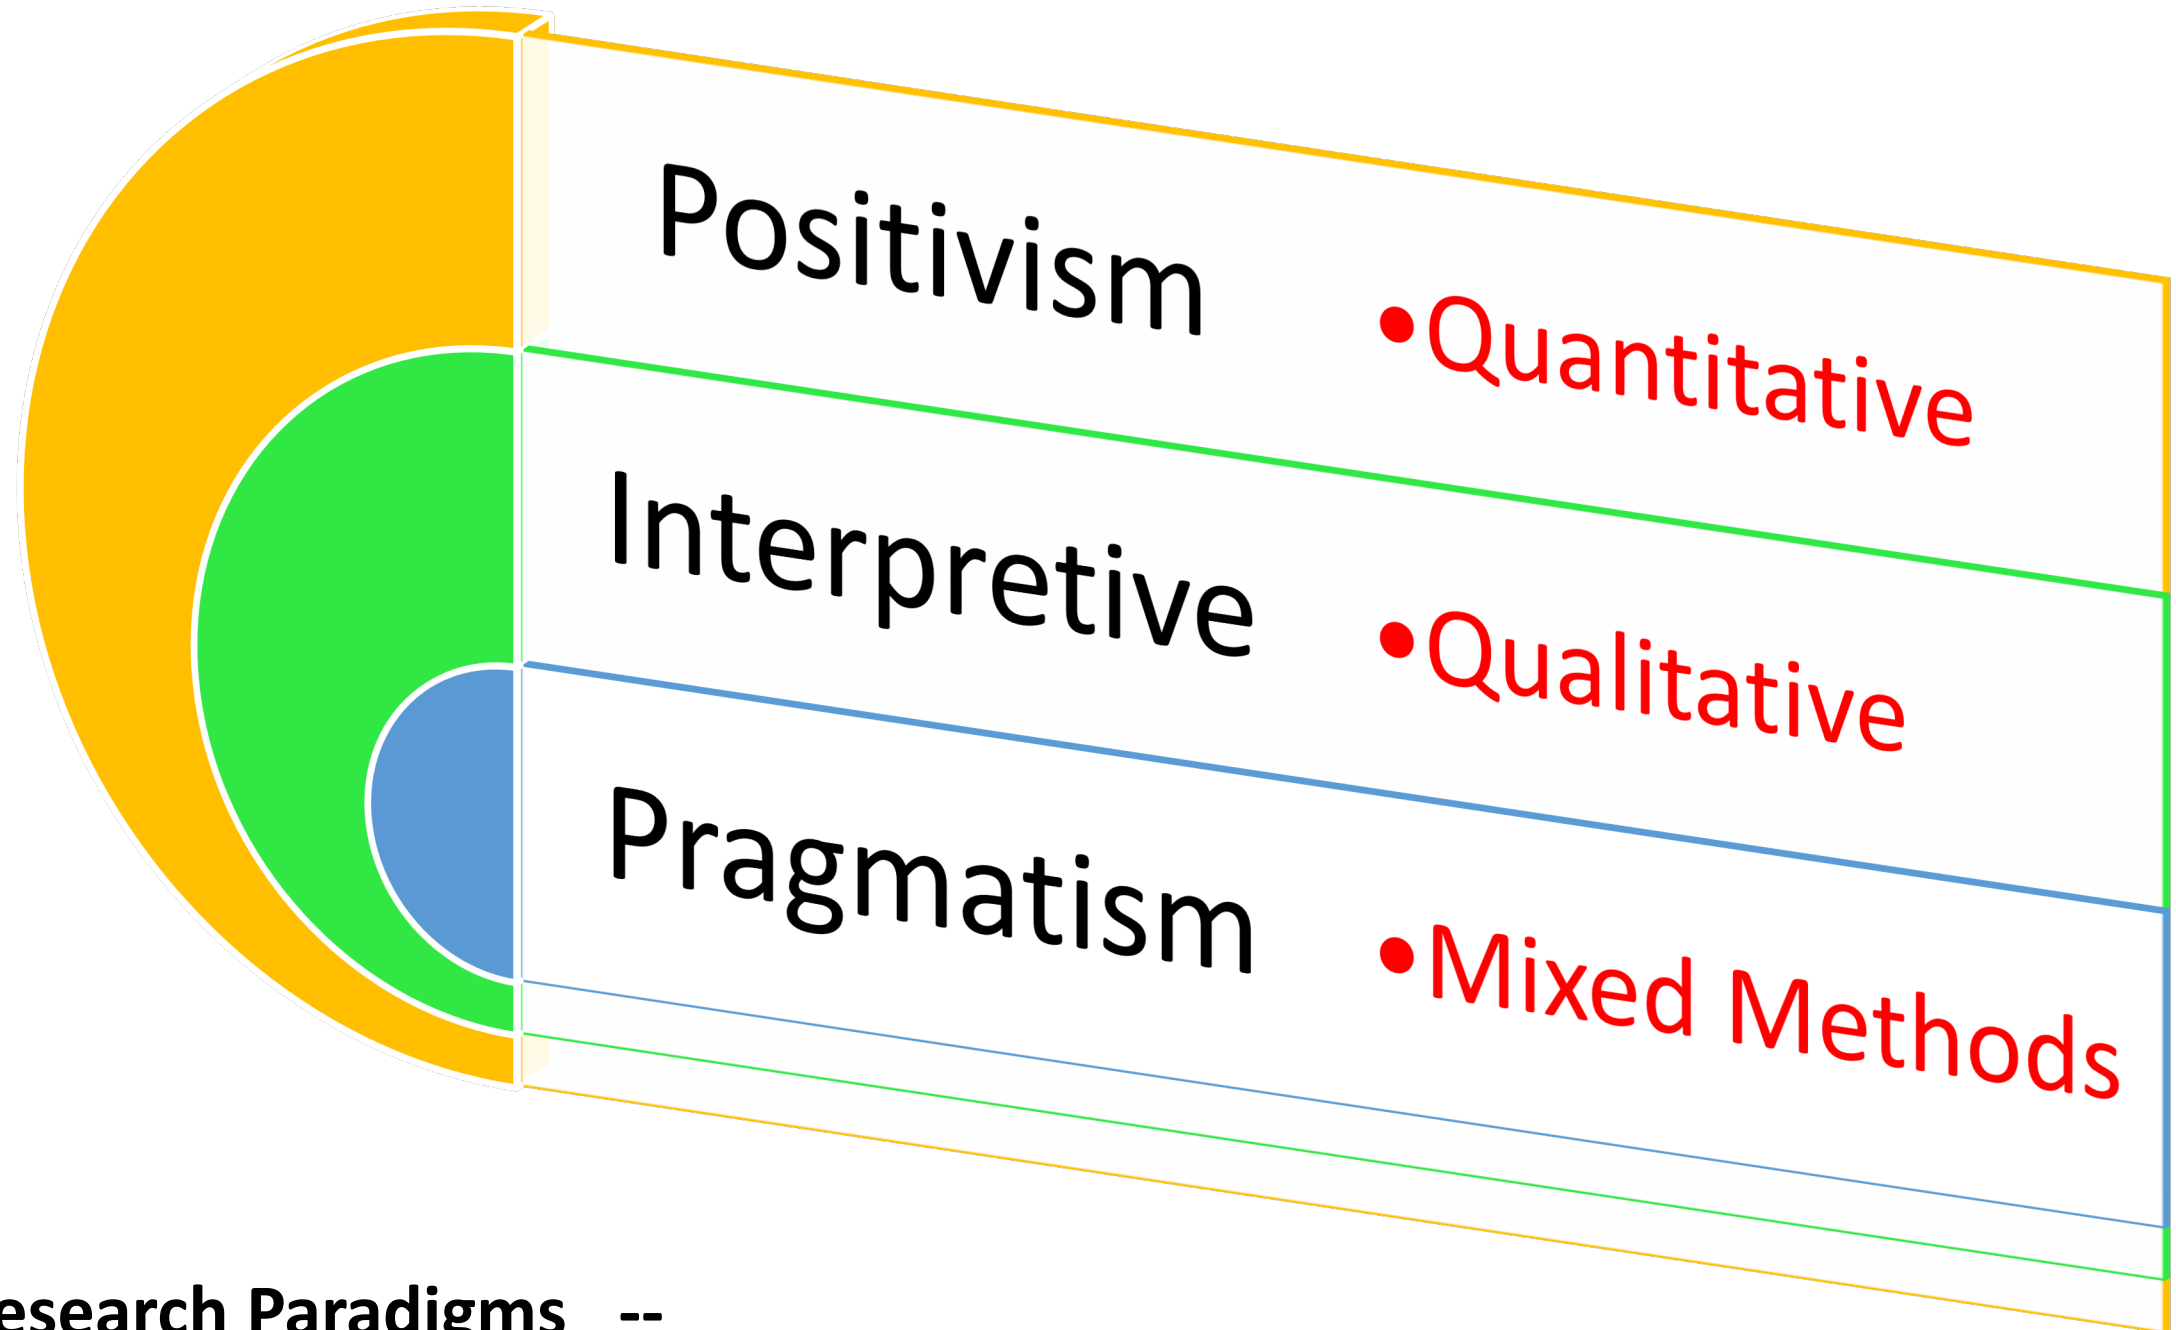 Positivism
•Quantitative
Interpretive
•Qualitative
Pragmatism
•Mixed Methods
esearch Paradigms --